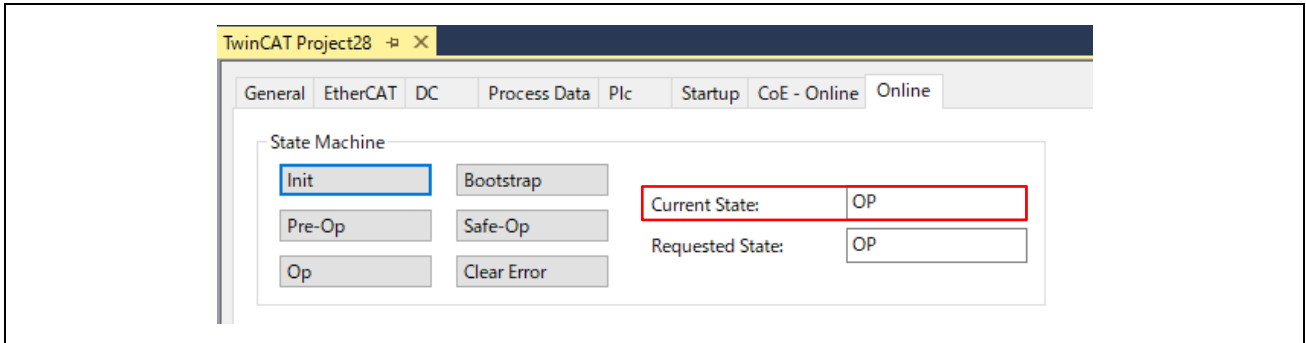 TwinCAT Project28
General EtherCAT DC Process Data Plc Startup CoE - Online Online
State Machine
Init Bootstrap
Current State: OP
Pre-Op Safe-Op
Requested State: OP
Op Clear Error